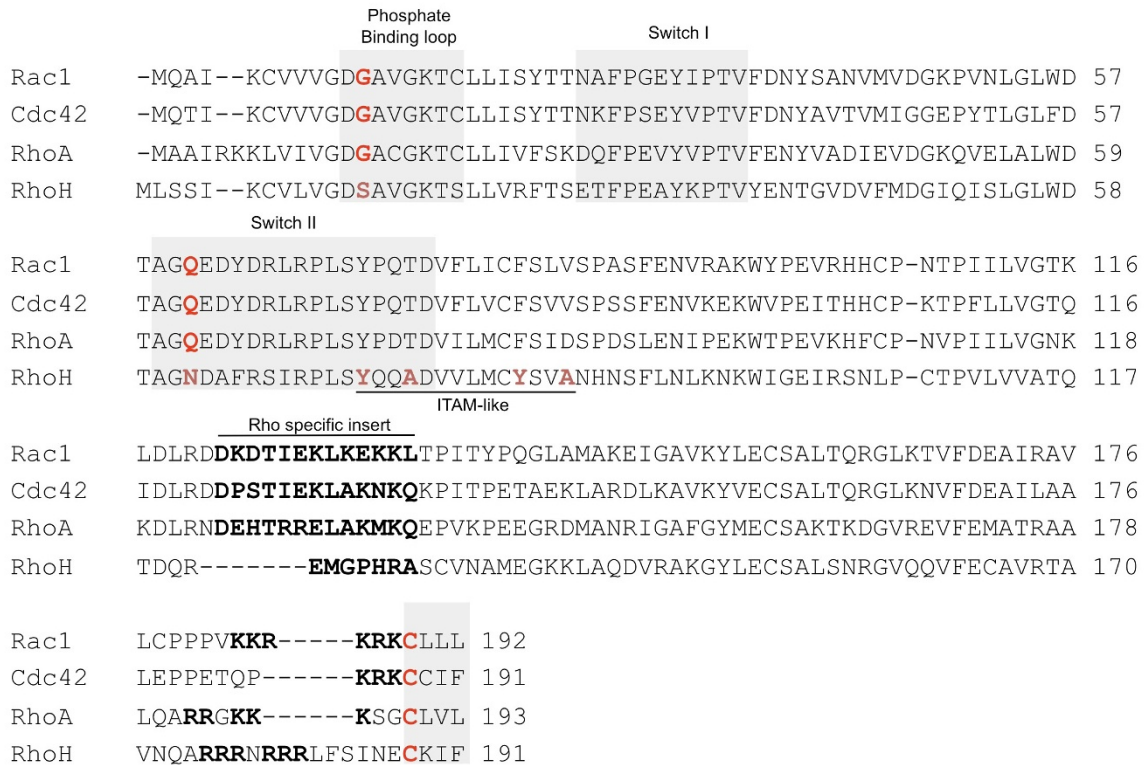 Phosphate
Binding loop
Switch I
Rac1 -MQAI--KCVVVGDGAVGKTCLLISYTTNAFPGEYIPTVFDNYSANVMVDGKPVNLGLWD 57
Cdc42 -MQTI--KCVVVGDGAVGKTCLLISYTTNKFPSEYVPTVFDNYAVTVMIGGEPYTLGLFD 57
RhoA -MAAIRKKLVIVGDGACGKTCLLIVFSKDQFPEVYVPTVFENYVADIEVDGKQVELALWD 59
RhoH MLSSI--KCVLVGDSAVGKTSLLVRFTSETFPEAYKPTVYENTGVDVFMDGIQISLGLWD 58
Switch II
Rac1 TAGQEDYDRLRPLSYPQTDVFLICFSLVSPASFENVRAKWYPEVRHHCP-NTPIILVGTK 116
Cdc42 TAGQEDYDRLRPLSYPQTDVFLVCFSVVSPSSFENVKEKWVPEITHHCP-KTPFLLVGTQ 116
RhoA TAGQEDYDRLRPLSYPDTDVILMCFSIDSPDSLENIPEKWTPEVKHFCP-NVPIILVGNK 118
RhoH TAGNDAFRSIRPLSYQQADVVLMCYSVANHNSFLNLKNKWIGEIRSNLP-CTPVLVVATQ 117
ITAM-like
Rho specific insert
Rac1 LDLRDDKDTIEKLKEKKLTPITYPQGLAMAKEIGAVKYLECSALTQRGLKTVFDEAIRAV 176
Cdc42 IDLRDDPSTIEKLAKNKQKPITPETAEKLARDLKAVKYVECSALTQRGLKNVFDEAILAA 176
RhoA KDLRNDEHTRRELAKMKQEPVKPEEGRDMANRIGAFGYMECSAKTKDGVREVFEMATRAA 178
RhoH TDQR-------EMGPHRASCVNAMEGKKLAQDVRAKGYLECSALSNRGVQQVFECAVRTA 170
Rac1 LCPPPVKKR-----KRKCLLL 192
Cdc42 LEPPETQP------KRKCCIF 191
RhoA LQARRGKK------KSGCLVL 193
RhoH VNQARRRNRRRLFSINECKIF 191